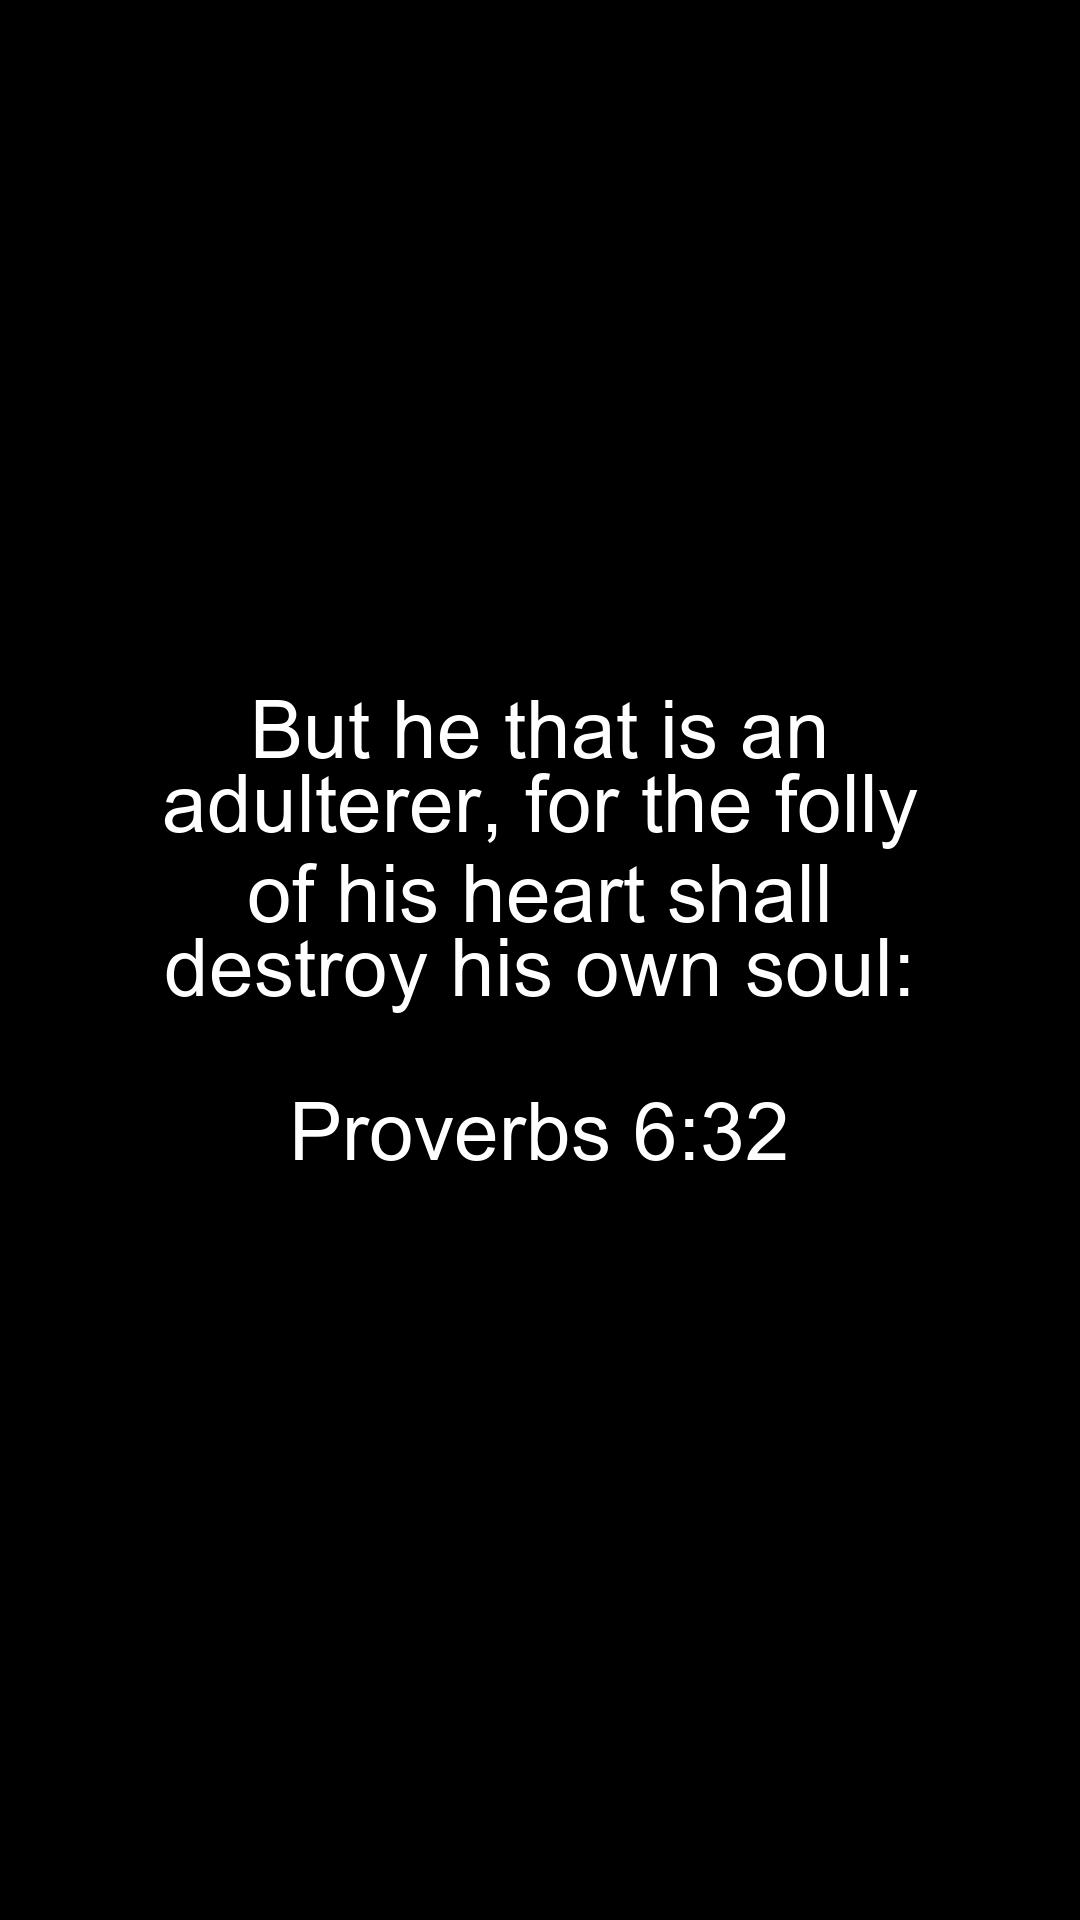 But he that is an
adulterer, for the folly
of his heart shall
destroy his own soul:
Proverbs 6:32